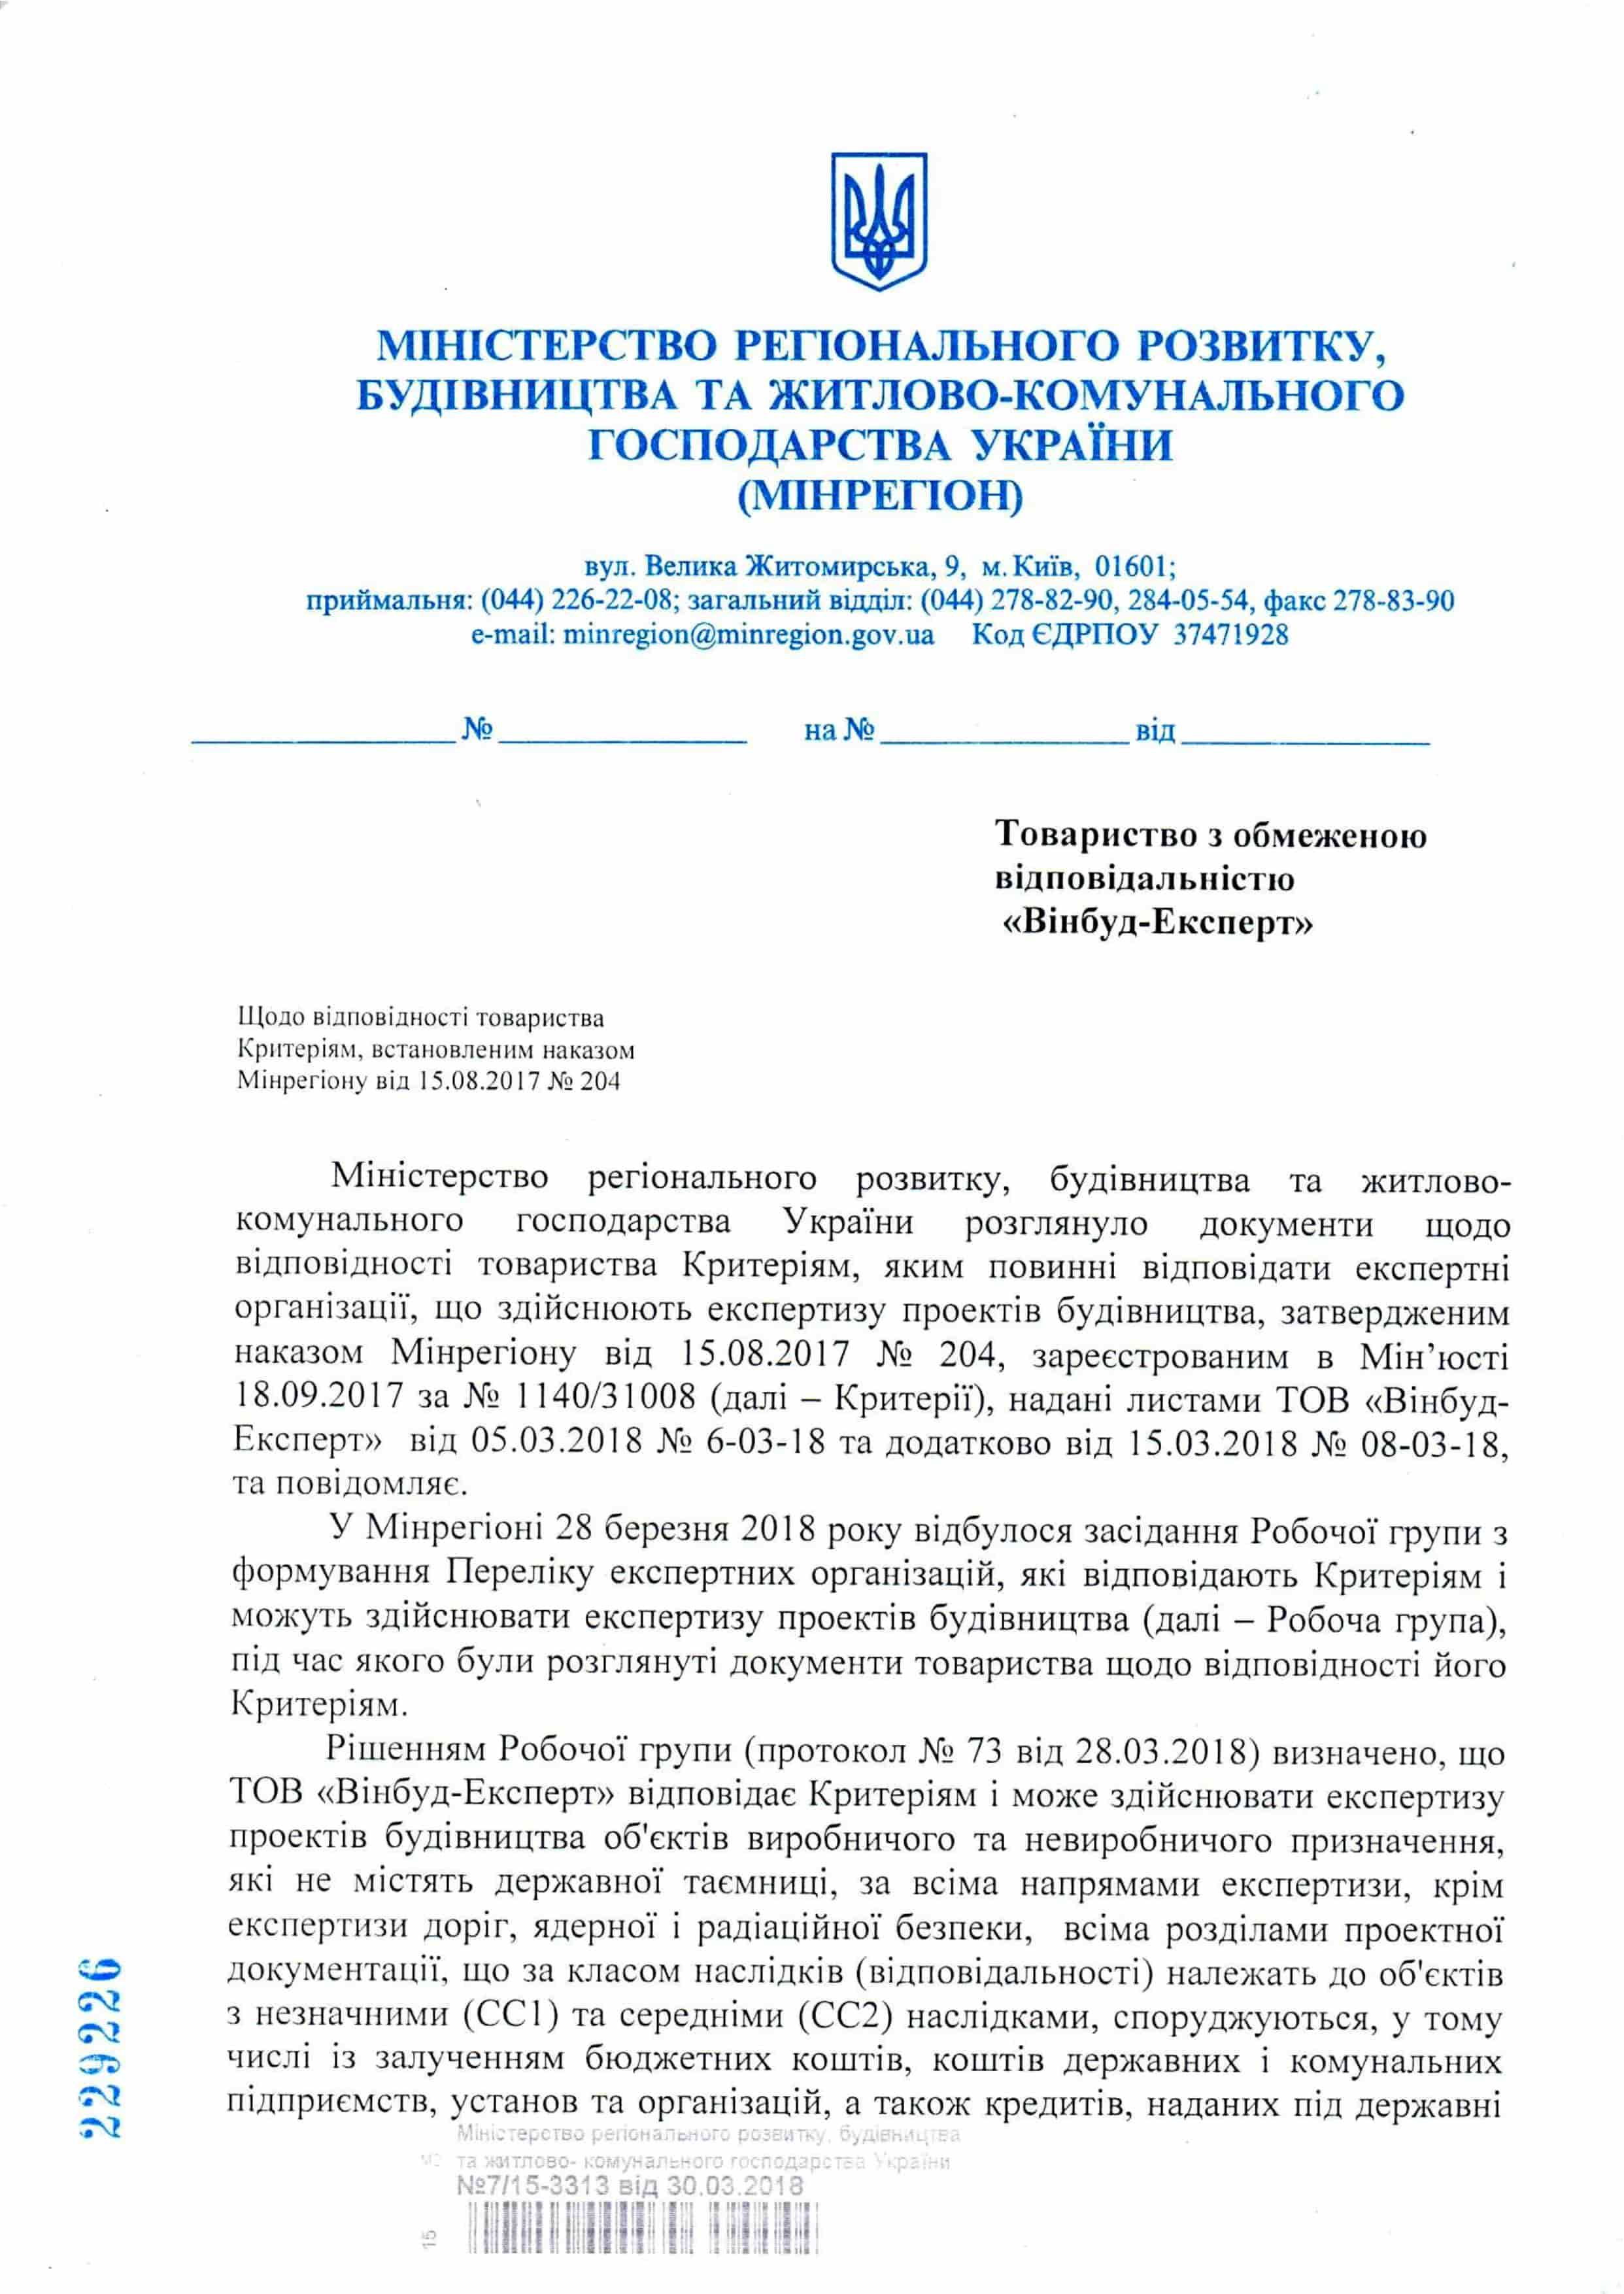 МІНІСТЕРСТВО РЕГІОНАЛЬНОГО РОЗВИТКУ,
БУДІВНИЦТВА ТА ЖИТЛОВО-КОМУНАЛЬНОГО
ГОСПОДАРСТВА УКРАЇНИ
(МІНРЕГІОН)
вул. Велика Житомирська, 9, м. Київ, 01601;
приймальня: (044) 226-22-08; загальний відділ: (044) 278-82-90, 284-05-54, факс 278-83-90
e-mail: minregion@minregion.gov.ua Код ЄДРПОУ 37471928
№ на № від
Товариство з обмеженою
відповідальністю
«Вінбуд-Експерт»
Щодо відповідності товариства
Критеріям, встановленим наказом
Мінрегіону від 15.08.2017 № 204
Міністерство регіонального розвитку, будівництва та житлово-
комунального господарства України розглянуло документи щодо
відповідності товариства Критеріям, яким повинні відповідати експертні
організації, що здійснюють експертизу проектів будівництва, затвердженим
наказом Мінрегіону від 15.08.2017 № 204, зареєстрованим в Мін’юсті
18.09.2017 за № 1140/31008 (далі – Критерії), надані листами ТОВ «Вінбуд-
Експерт» від 05.03.2018 № 6-03-18 та додатково від 15.03.2018 № 08-03-18,
та повідомляє.
У Мінрегіоні 28 березня 2018 року відбулося засідання Робочої групи з
формування Переліку експертних організацій, які відповідають Критеріям і
можуть здійснювати експертизу проектів будівництва (далі – Робоча група),
під час якого були розглянуті документи товариства щодо відповідності його
Критеріям.
Рішенням Робочої групи (протокол № 73 від 28.03.2018) визначено, що
ТОВ «Вінбуд-Експерт» відповідає Критеріям і може здійснювати експертизу
проектів будівництва об'єктів виробничого та невиробничого призначення,
які не містять державної таємниці, за всіма напрямами експертизи, крім
експертизи доріг, ядерної і радіаційної безпеки, всіма розділами проектної
документації, що за класом наслідків (відповідальності) належать до об'єктів
з незначними (СС1) та середніми (СС2) наслідками, споруджуються, у тому
числі із залученням бюджетних коштів, коштів державних і комунальних
підприємств, установ та організацій, а також кредитів, наданих під державні
229226
Міністерство регіонального розвитку, будівництва
та житлово- комунального господарства України
№7/15-3313 від 30.03.2018